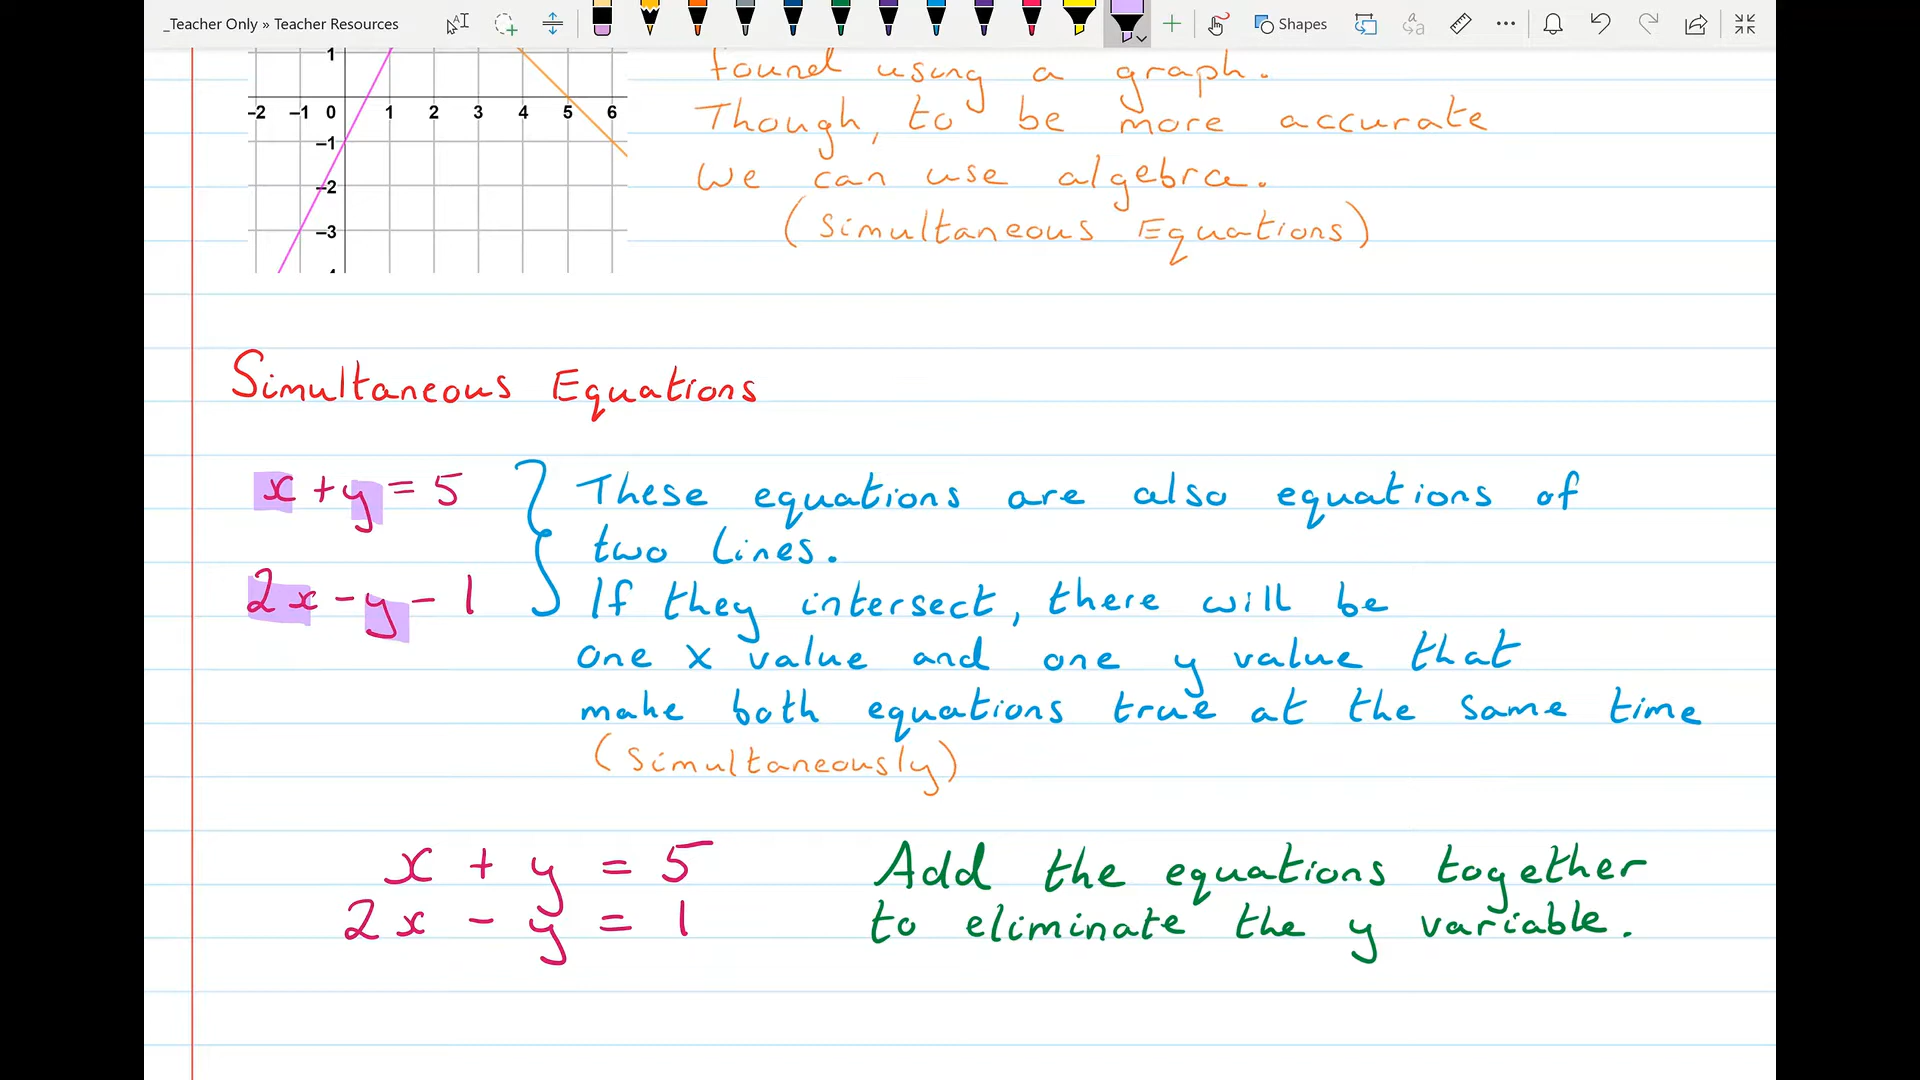 _Teacher Only » Teacher Resources
Shapes
found using a graph.
Though, to be more accurate
we can use algebra.
(Simultaneous Equations)
1
-2 -1 0 1 2 3 4 5 6
-1
-2
-3
Simultaneous Equations
x + y = 5
2x - y - 1
These equations are also equations of
two lines.
If they intersect, there will be
one x value and one y value that
make both equations true at the same time
(Simultaneously)
x + y = 5
2x - y = 1
Add the equations together
to eliminate the y variable.